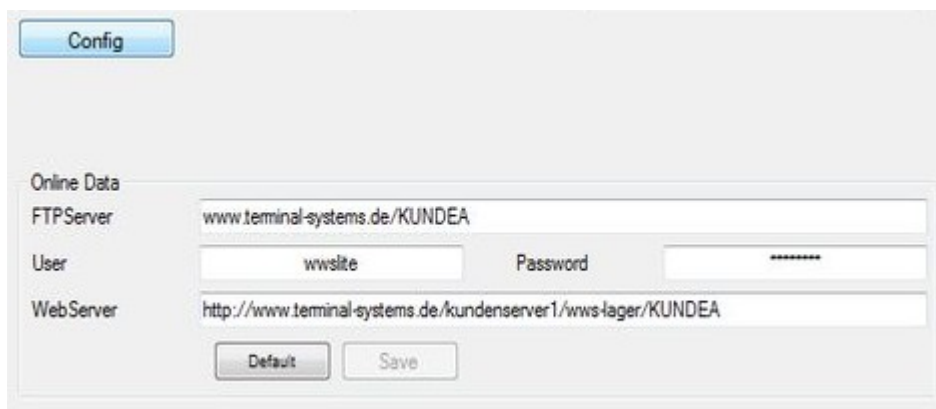 Config
Online Data
FTPServer www.terminal-systems.de/KUNDEA
User wwslite Password ********
WebServer http://www.terminal-systems.de/kundenserver1/wws-lager/KUNDEA
Default Save